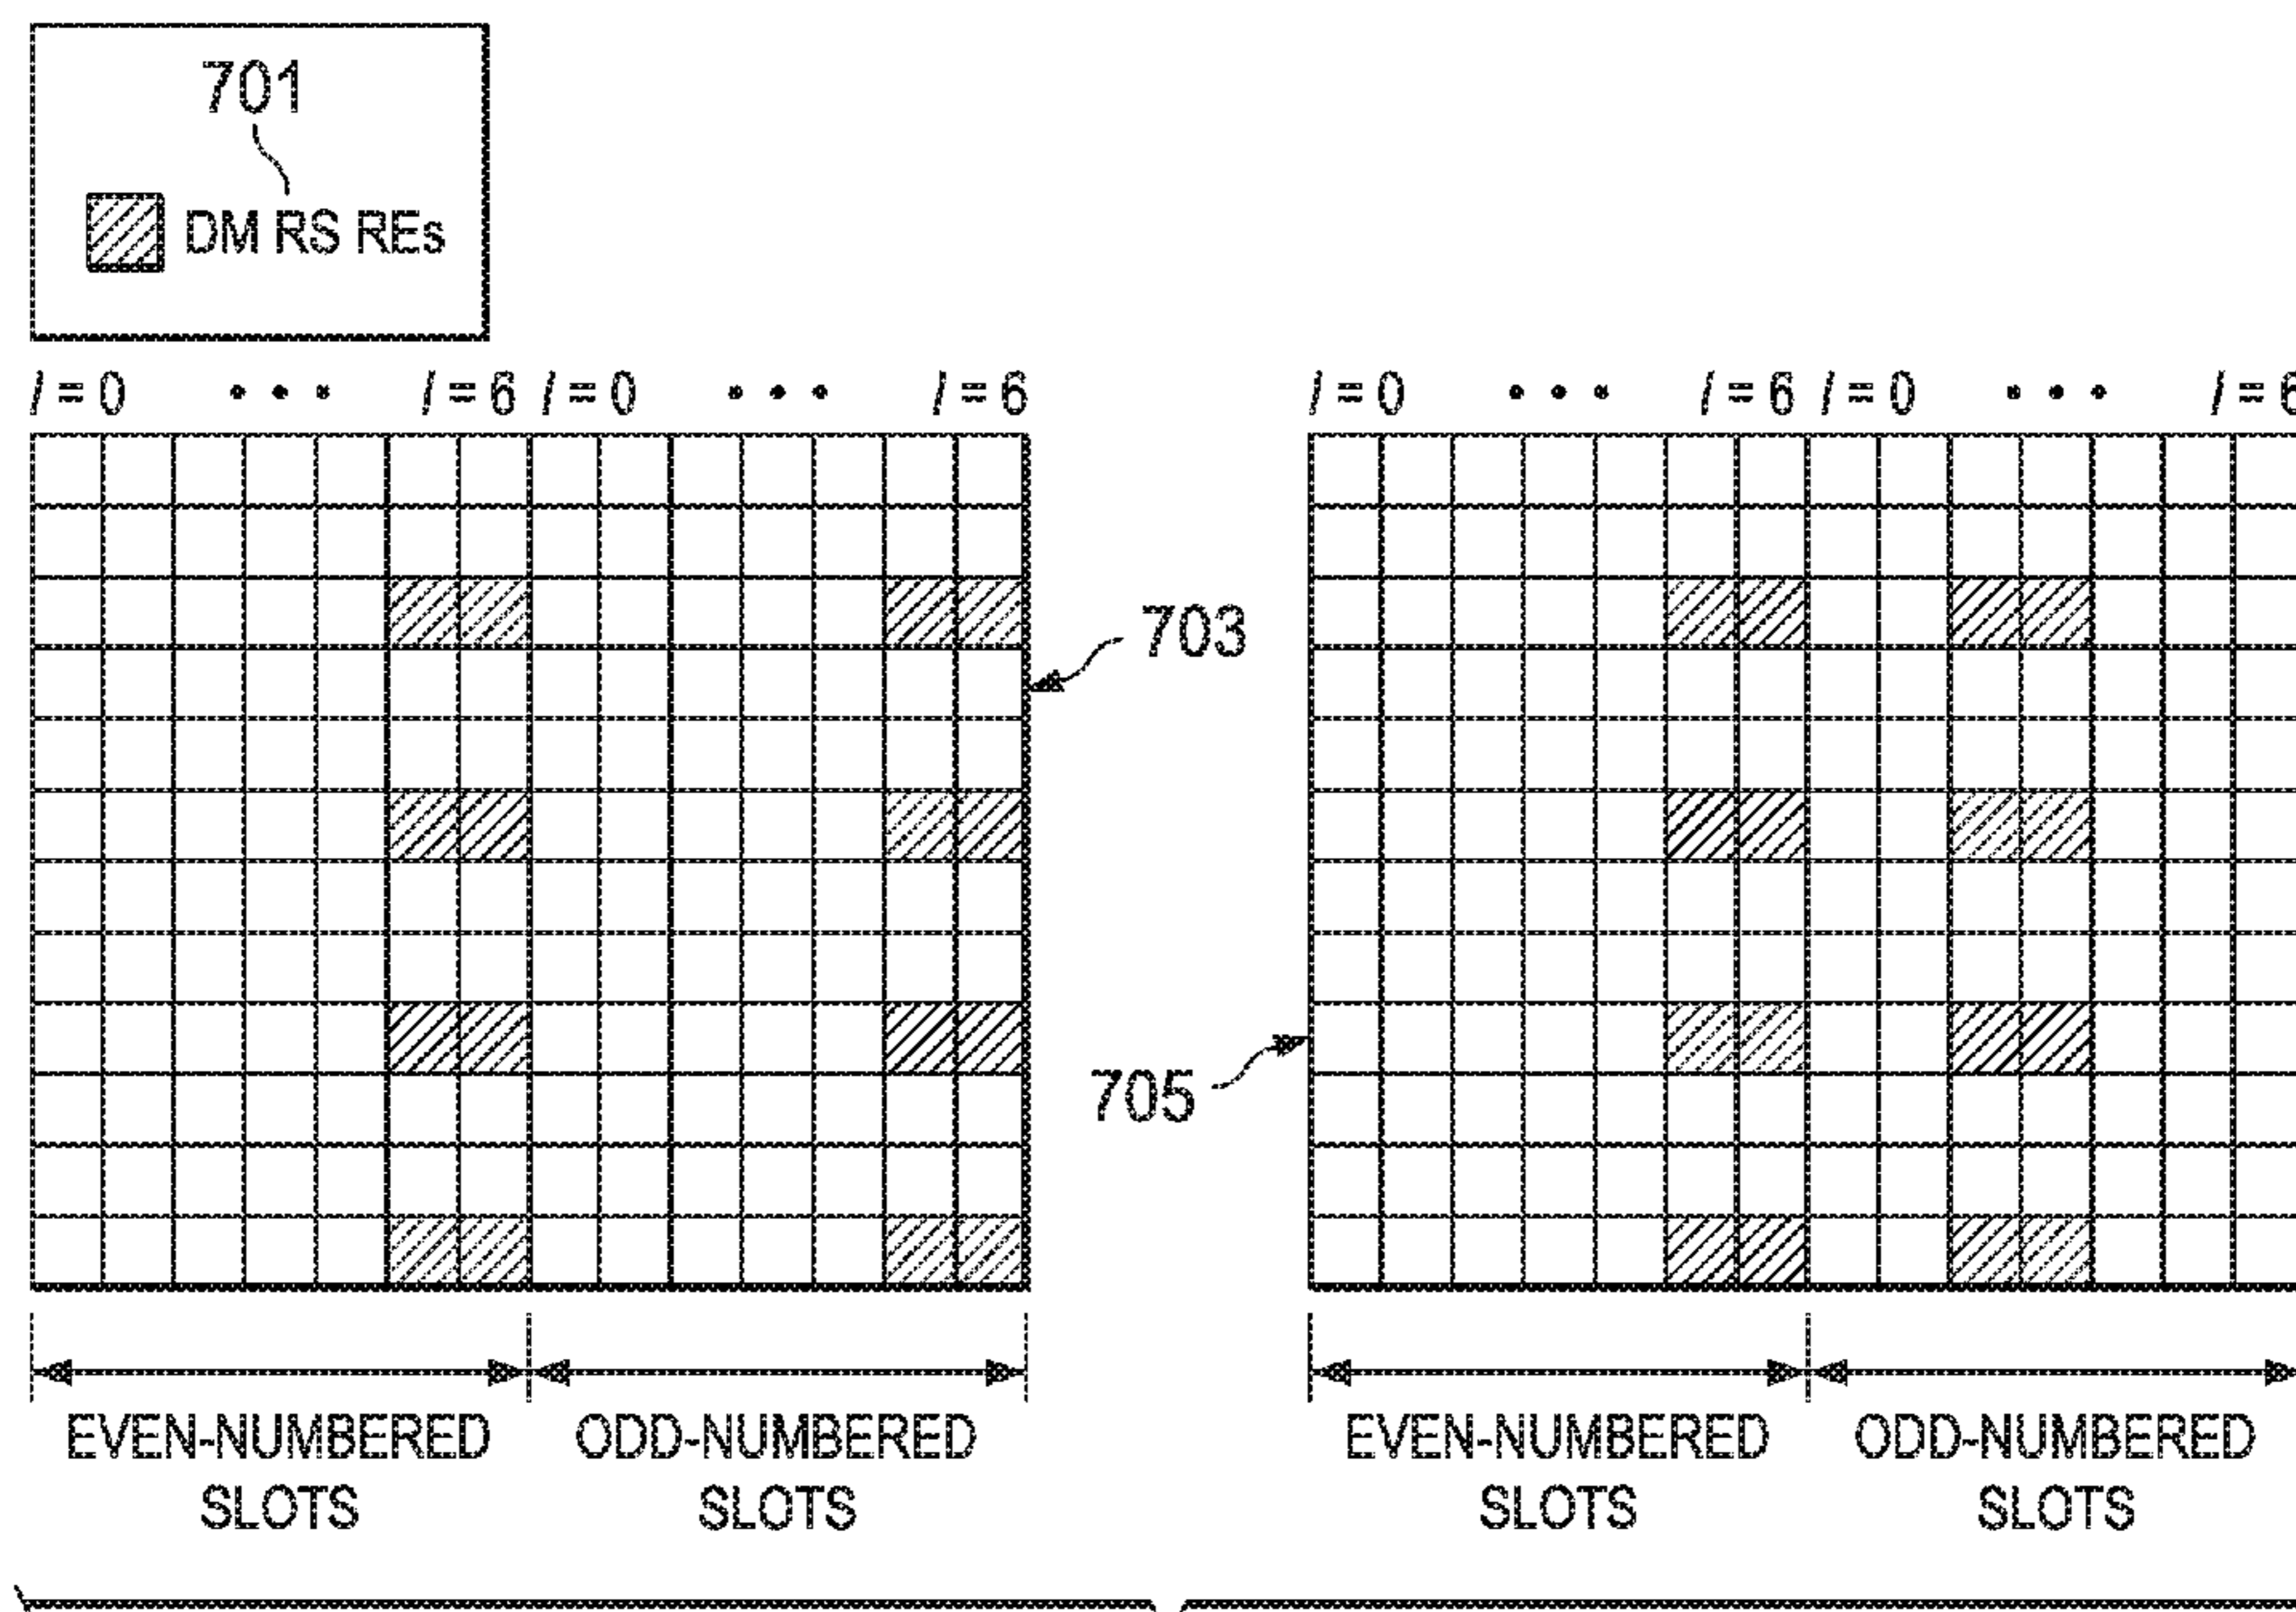 701
DM RS REs
l = 0 • • • l = 6 l = 0 • • • l = 6 l = 0 • • • l = 6 l = 0 • • • l = 6
703
705
EVEN-NUMBERED SLOTS ODD-NUMBERED SLOTS EVEN-NUMBERED SLOTS ODD-NUMBERED SLOTS